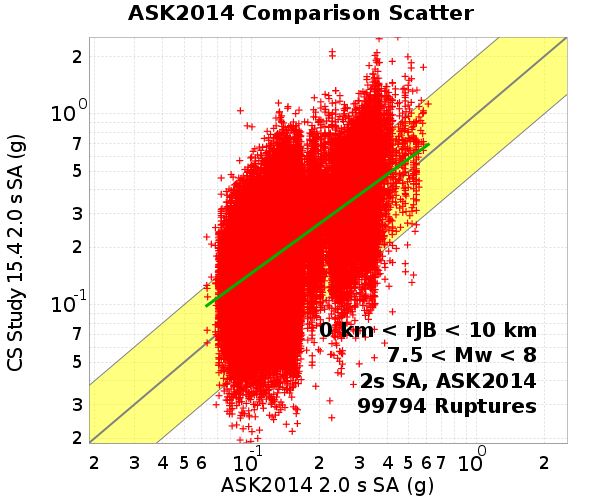 ASK2014 Comparison Scatter
CS Study 15.4 2.0 s SA (g)
2
10^0
7
5
3
2
10^-1
7
5
3
2
0 km < rJB < 10 km
7.5 < Mw < 8
2s SA, ASK2014
99794 Ruptures
2 3 4 5 6 10^-1 2 3 4 5 6 7 10^0 2
ASK2014 2.0 s SA (g)